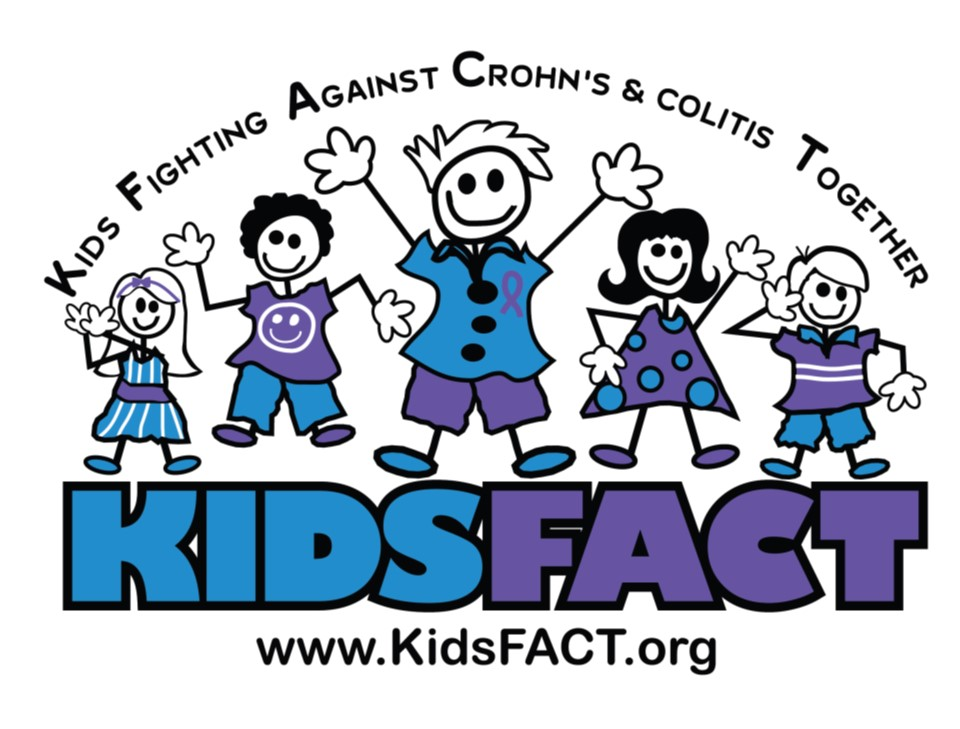 Kids Fighting Against Crohn's & Colitis Together
KIDSFACT
www.KidsFACT.org